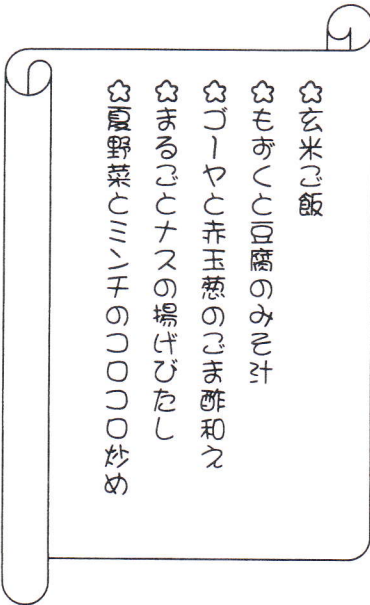 ☆玄米ご飯
☆もずくと豆腐のみそ汁
☆ゴーヤと赤玉葱のごま酢和え
☆まるごとナスの揚げびたし
☆夏野菜とミンチのコロコロ炒め